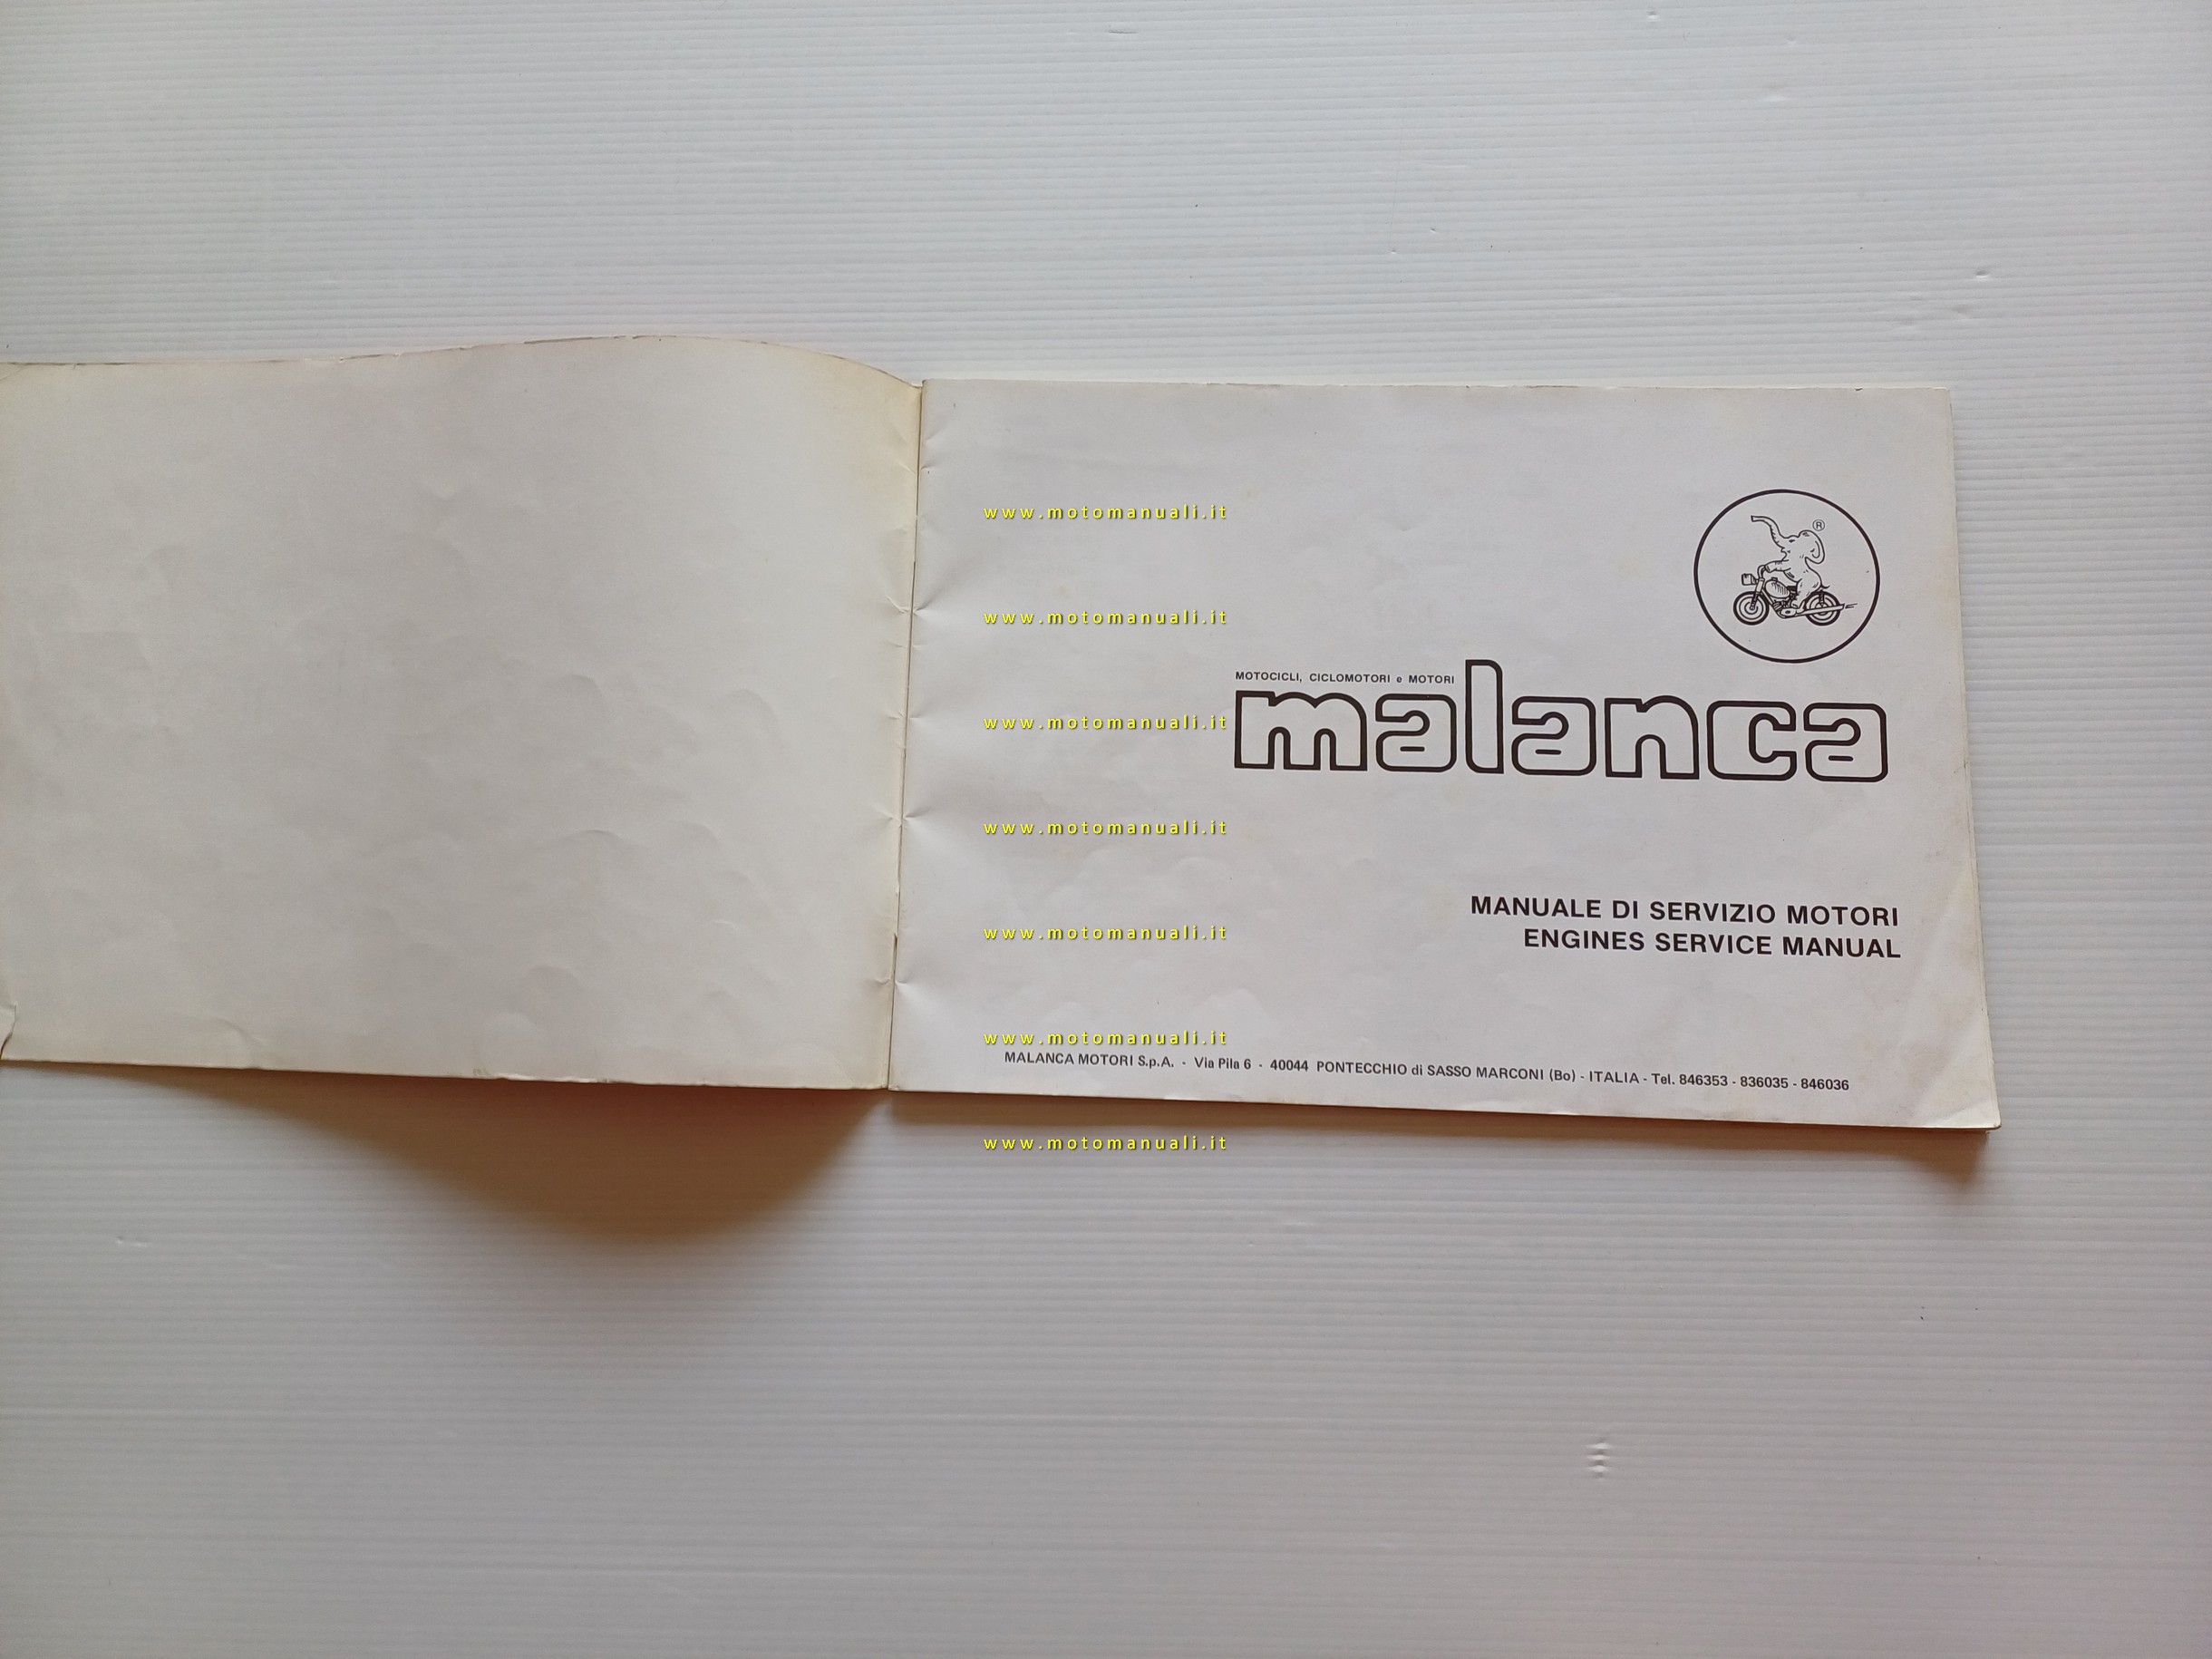 www.motomanuali.it
®
www.motomanuali.it
MOTOCICLI, CICLOMOTORI e MOTORI
malanca
www.motomanuali.it
www.motomanuali.it
MANUALE DI SERVIZIO MOTORI
ENGINES SERVICE MANUAL
www.motomanuali.it
www.motomanuali.it
MALANCA MOTORI S.p.A. - Via Pila 6 - 40044 PONTECCHIO di SASSO MARCONI (Bo) - ITALIA - Tel. 846353 - 836035 - 846036
www.motomanuali.it